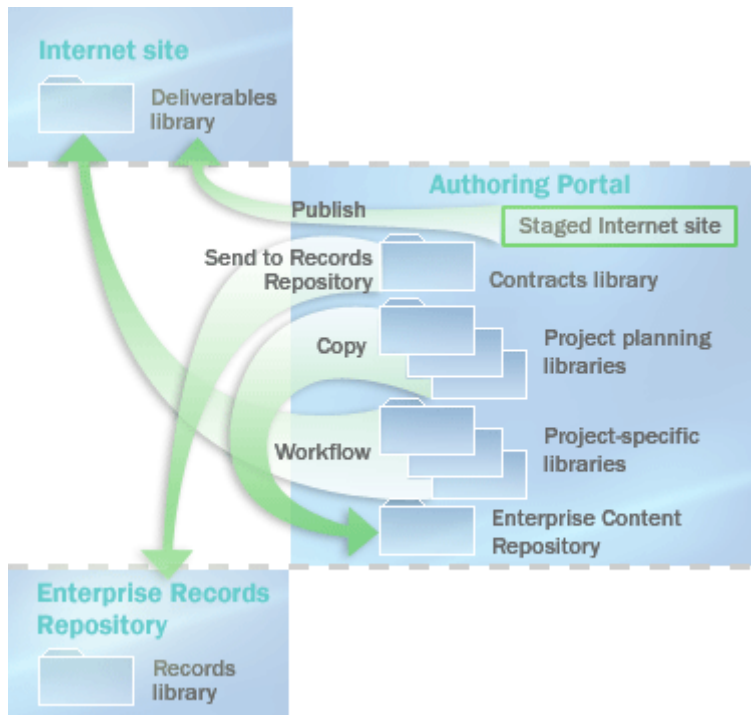 Internet site
Deliverables
library
Authoring Portal
Publish
Staged Internet site
Send to Records
Repository
Contracts library
Copy
Project planning
libraries
Workflow
Project-specific
libraries
Enterprise Content
Repository
Enterprise Records
Repository
Records
library